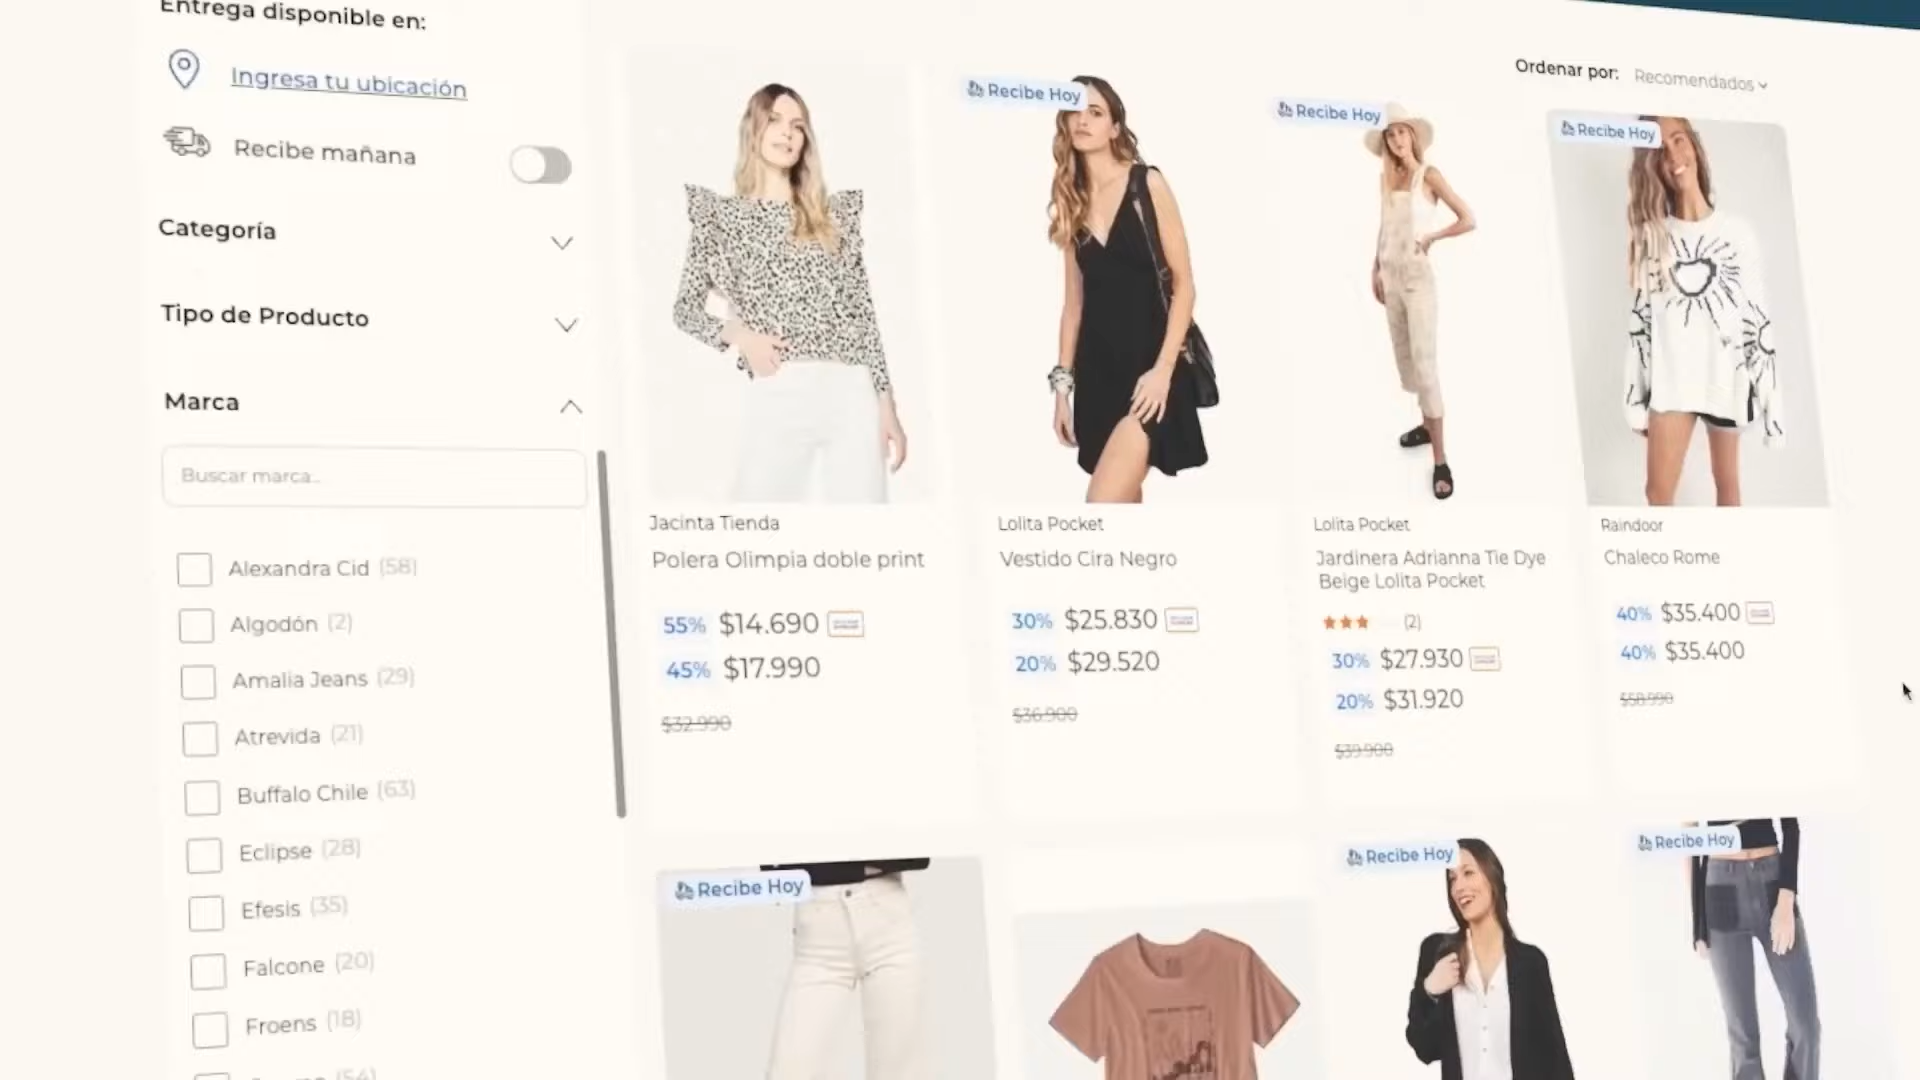 Entrega disponible en:
Ingresa tu ubicación
Recibe mañana
Categoría
Tipo de Producto
Marca
Buscar marca..
Alexandra Cid (58)
Algodón (2)
Amalia Jeans (29)
Atrevida (21)
Buffalo Chile (63)
Eclipse (28)
Efesis (35)
Falcone (20)
Froens (18)
(54)
Ordenar por: Recomendados
Jacinta Tienda
Polera Olimpia doble print
55% $14.690
45% $17.990
$32.990
Recibe Hoy
Lolita Pocket
Vestido Cira Negro
30% $25.830
20% $29.520
$36.900
Recibe Hoy
Lolita Pocket
Jardinera Adrianna Tie Dye
Beige Lolita Pocket
(2)
30% $27.930
20% $31.920
$39.900
Recibe Hoy
Raindoor
Chaleco Rome
40% $35.400
40% $35.400
$58.990
Recibe Hoy
Recibe Hoy
Recibe Hoy